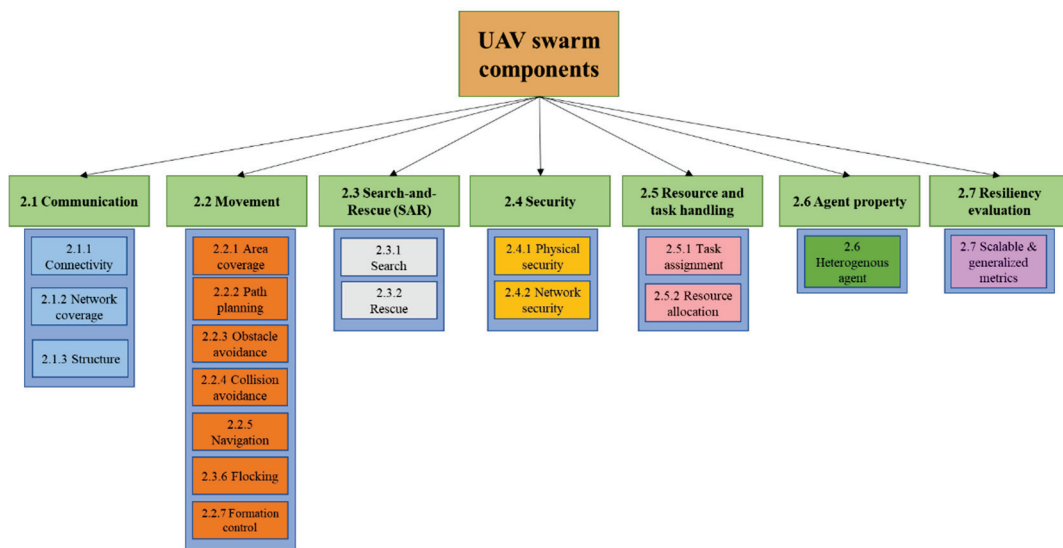 UAV swarm
components
2.1 Communication
2.1.1
Connectivity
2.1.2 Network
coverage
2.1.3 Structure
2.2 Movement
2.2.1 Area
coverage
2.2.2 Path
planning
2.2.3 Obstacle
avoidance
2.2.4 Collision
avoidance
2.2.5
Navigation
2.3.6 Flocking
2.2.7 Formation
control
2.3 Search-and-
Rescue (SAR)
2.3.1
Search
2.3.2
Rescue
2.4 Security
2.4.1 Physical
security
2.4.2 Network
security
2.5 Resource and
task handling
2.5.1 Task
assignment
2.5.2 Resource
allocation
2.6 Agent property
2.6
Heterogenous
agent
2.7 Resiliency
evaluation
2.7 Scalable &
generalized
metrics